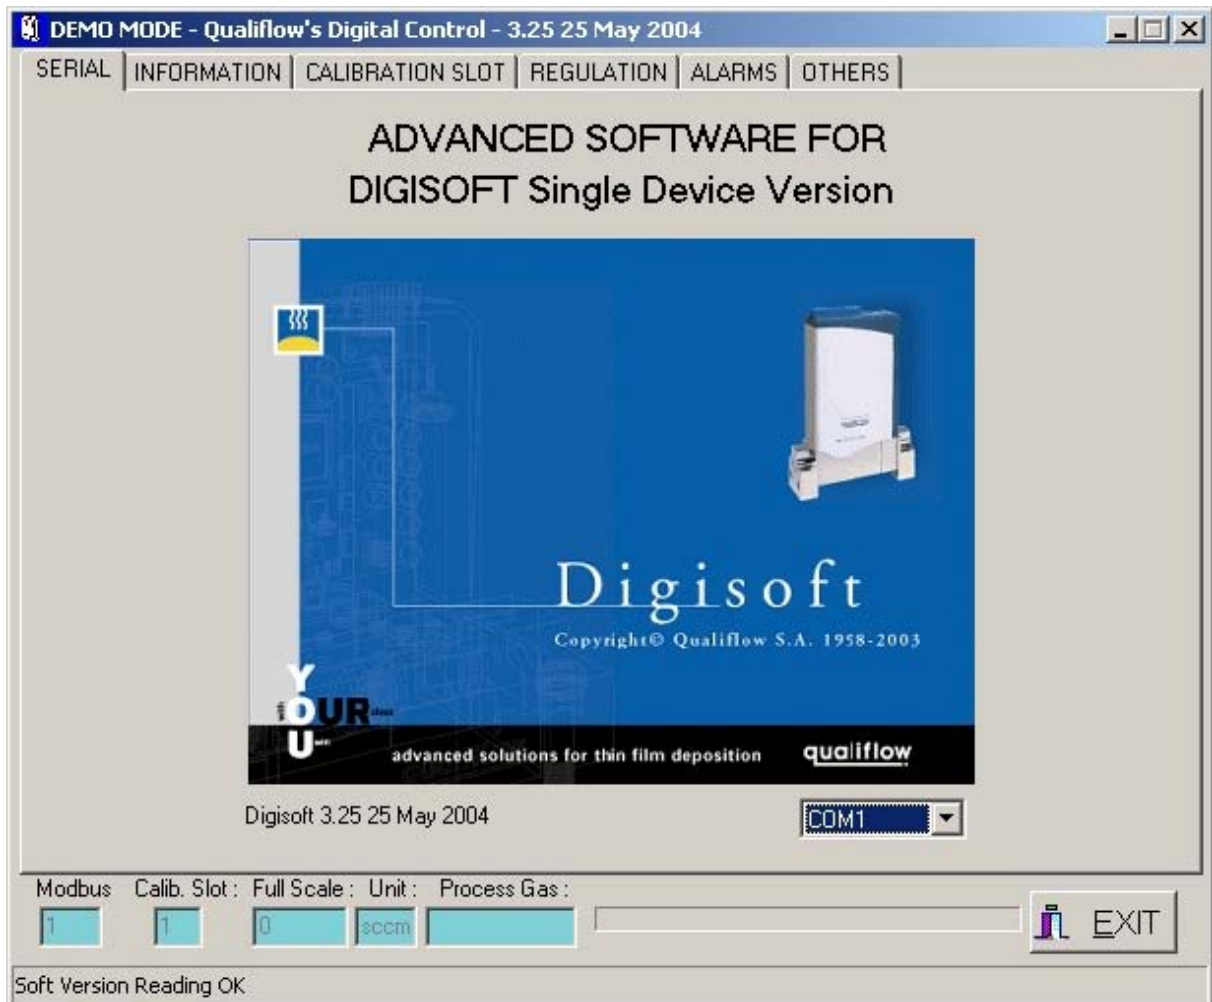 DEMO MODE - Qualiflow's Digital Control - 3.25 25 May 2004
SERIAL INFORMATION CALIBRATION SLOT REGULATION ALARMS OTHERS
ADVANCED SOFTWARE FOR
DIGISOFT Single Device Version
Digisoft
Copyright© Qualiflow S.A. 1958-2003
YOU
with OUR
with
advanced solutions for thin film deposition qualiflow
Digisoft 3.25 25 May 2004 COM1
Modbus Calib. Slot : Full Scale : Unit : Process Gas :
1 1 0 sccm
EXIT
Soft Version Reading OK